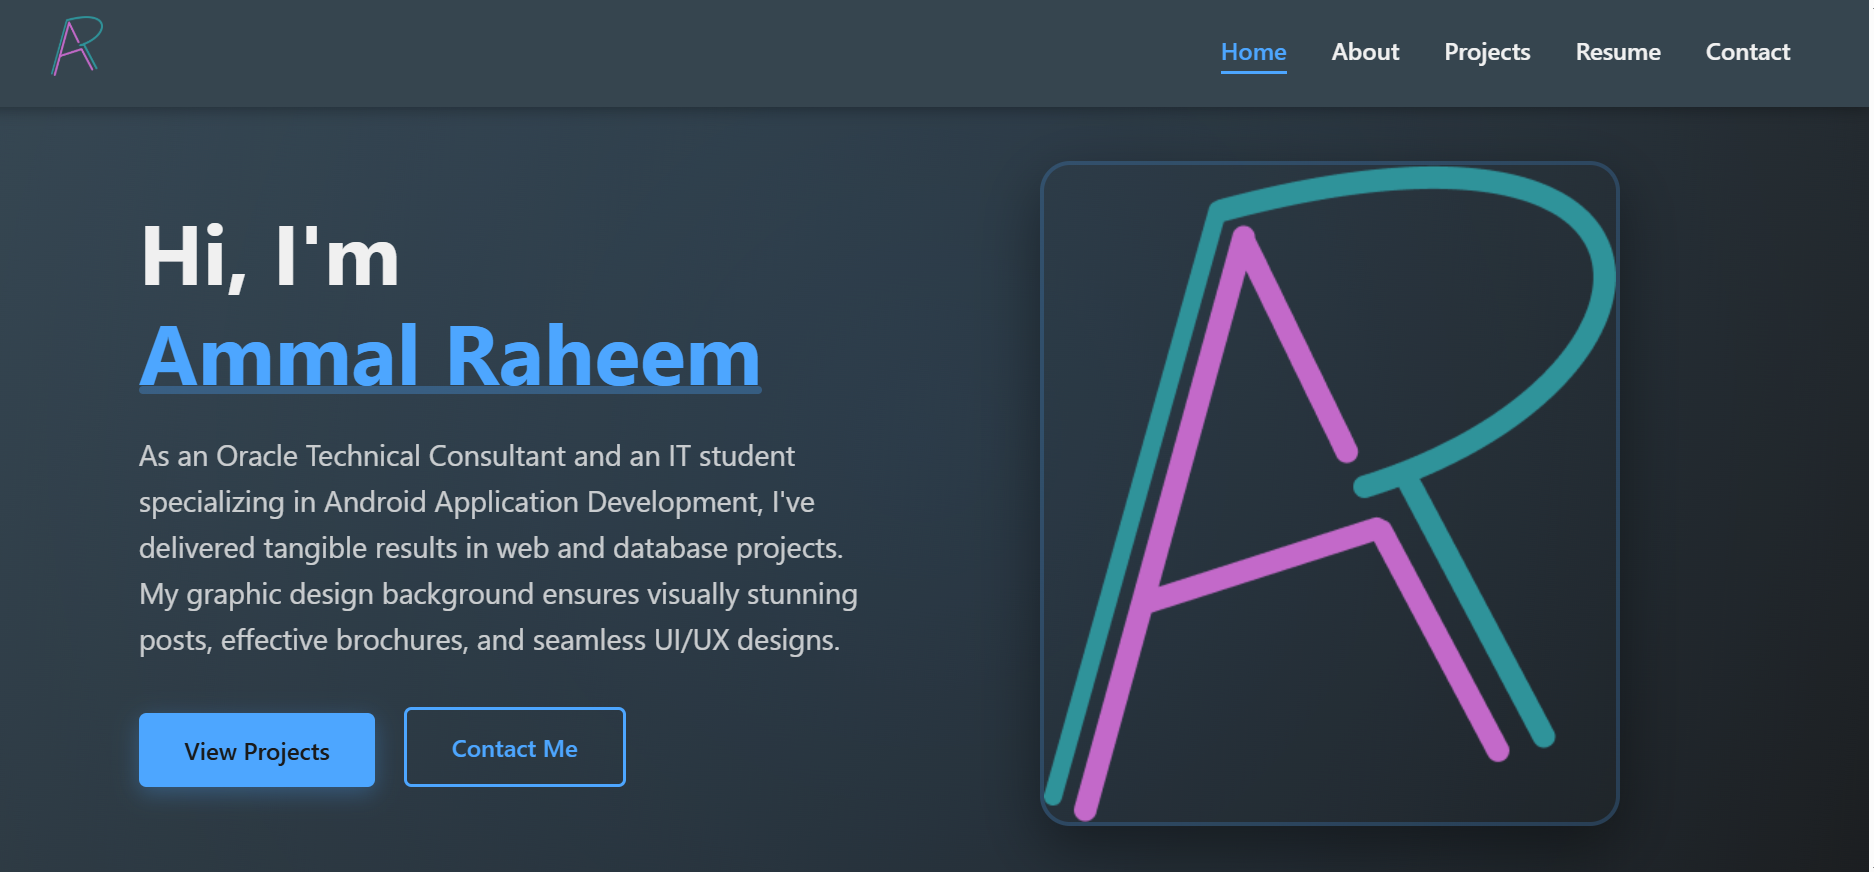 AR
Home About Projects Resume Contact
Hi, I'm
Ammal Raheem
As an Oracle Technical Consultant and an IT student
specializing in Android Application Development, I've
delivered tangible results in web and database projects.
My graphic design background ensures visually stunning
posts, effective brochures, and seamless UI/UX designs.
View Projects Contact Me
AR